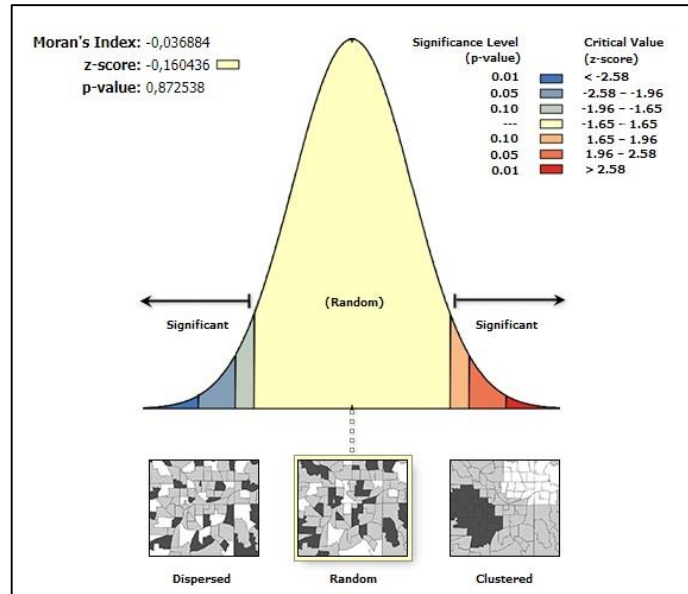 Moran's Index: -0,036884
z-score: -0,160436
p-value: 0,872538
Significance Level
(p-value)
0.01
0.05
0.10
---
0.10
0.05
0.01
Critical Value
(z-score)
< -2.58
-2.58 – -1.96
-1.96 – -1.65
-1.65 – 1.65
1.65 – 1.96
1.96 – 2.58
> 2.58
Significant
(Random)
Significant
Dispersed
Random
Clustered